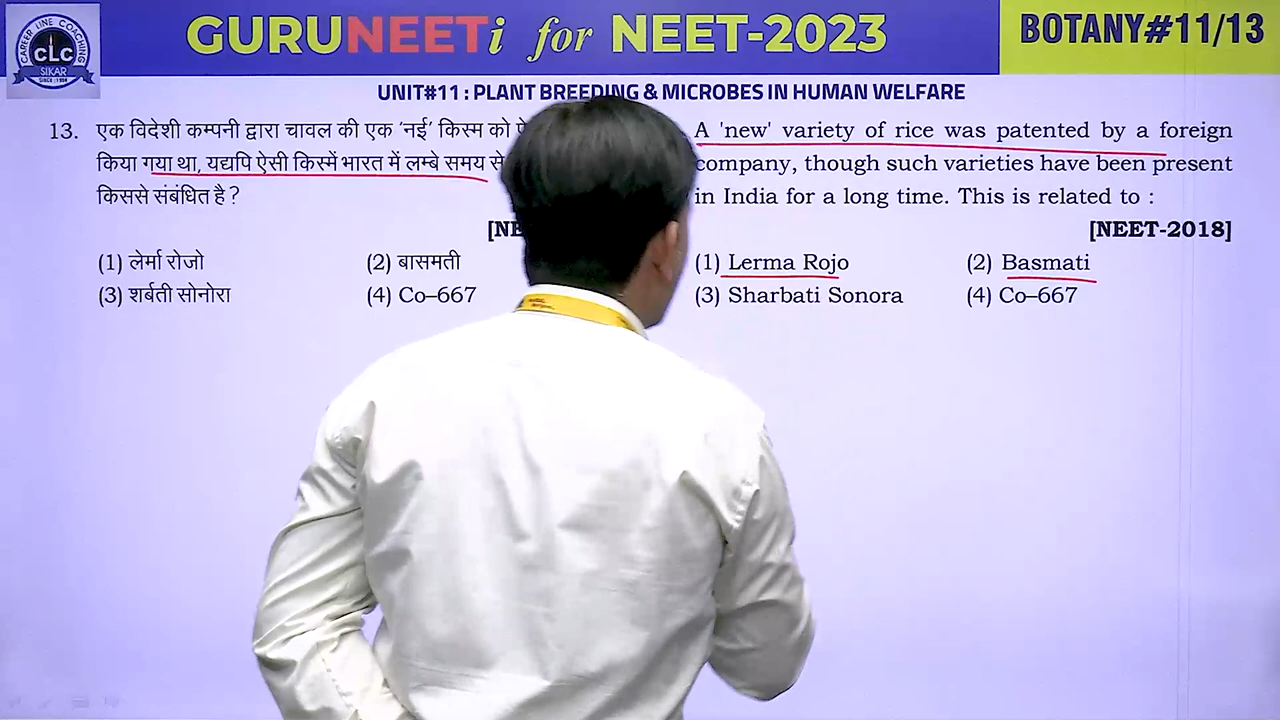 GURUNEETi for NEET-2023
BOTANY#11/13
CAREER LINE COACHING
CLC
SIKAR
SINCE : 1996
UNIT#11 : PLANT BREEDING & MICROBES IN HUMAN WELFARE
13. एक विदेशी कम्पनी द्वारा चावल की एक 'नई' किस्म को
किया गया था, यद्यपि ऐसी किस्में भारत में लम्बे समय से
किससे संबंधित है ?
(1) लेर्मा रोजो
(2) बासमती
(3) शर्बती सोनोरा
(4) Co–667
A 'new' variety of rice was patented by a foreign
company, though such varieties have been present
in India for a long time. This is related to :
[NEET-2018]
(1) Lerma Rojo
(2) Basmati
(3) Sharbati Sonora
(4) Co–667